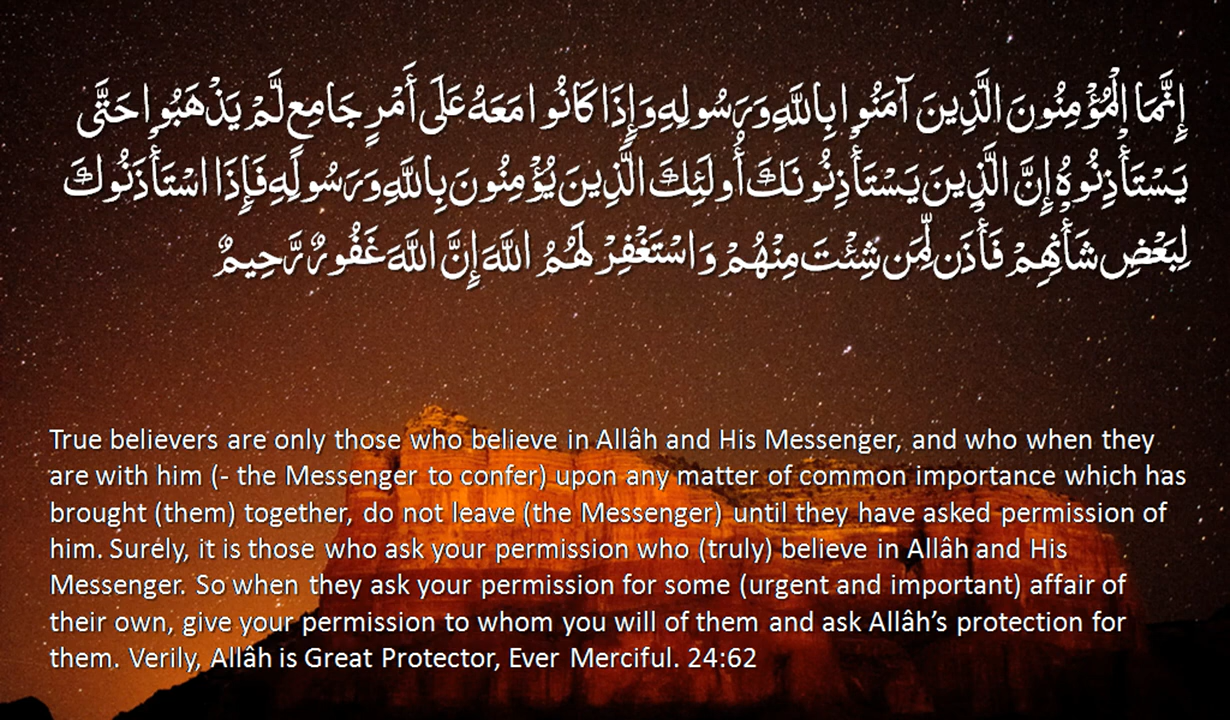 إِنَّمَا الْمُؤْمِنُونَ الَّذِينَ آمَنُوا بِاللَّهِ وَرَسُولِهِ وَإِذَا كَانُوا مَعَهُ عَلَى أَمْرٍ جَامِعٍ لَّمْ يَذْهَبُوا حَتَّى
يَسْتَأْذِنُوهُ إِنَّ الَّذِينَ يَسْتَأْذِنُونَكَ أُولَئِكَ الَّذِينَ يُؤْمِنُونَ بِاللَّهِ وَرَسُولِهِ فَإِذَا اسْتَأْذَنُوكَ
لِبَعْضِ شَأْنِهِمْ فَأْذَن لِّمَن شِئْتَ مِنْهُمْ وَاسْتَغْفِرْ لَهُمُ اللَّهَ إِنَّ اللَّهَ غَفُورٌ رَّحِيمٌ
True believers are only those who believe in Allâh and His Messenger, and who when they
are with him (- the Messenger to confer) upon any matter of common importance which has
brought (them) together, do not leave (the Messenger) until they have asked permission of
him. Surely, it is those who ask your permission who (truly) believe in Allâh and His
Messenger. So when they ask your permission for some (urgent and important) affair of
their own, give your permission to whom you will of them and ask Allâh’s protection for
them. Verily, Allâh is Great Protector, Ever Merciful. 24:62